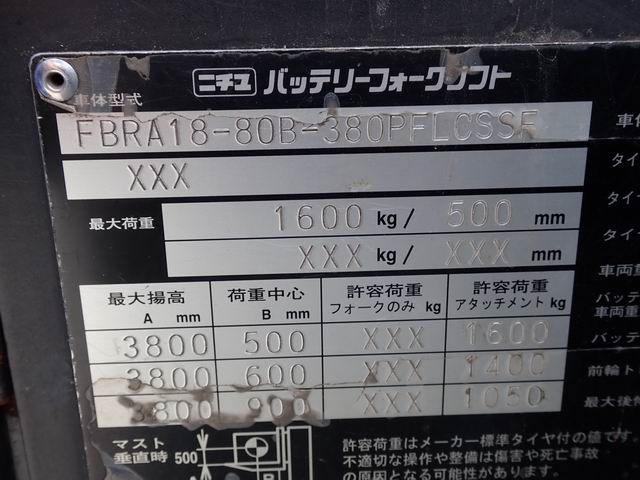 ニチユ バッテリーフォークリフト
車体型式
FBRA18-80B-380PFLCSSF
XXX
最大荷重 1600 kg/ 500 mm
XXX kg/ XXX mm
最大揚高 A mm 荷重中心 B mm 許容荷重 フォークのみ kg 許容荷重 アタッチメント kg
3800 500 XXX 1600
3800 600 XXX 1400
3800 900 XXX 1050
マスト
垂直時 500
A
B
許容荷重はメーカー標準タイヤ付の値です。
不適切な操作や整備は傷害や死亡事故
の原因となる可能性があります。
車体
タイ
タイ
タイ
車両重
バッテ
車両重
バッテ
前輪ト
最大後傾